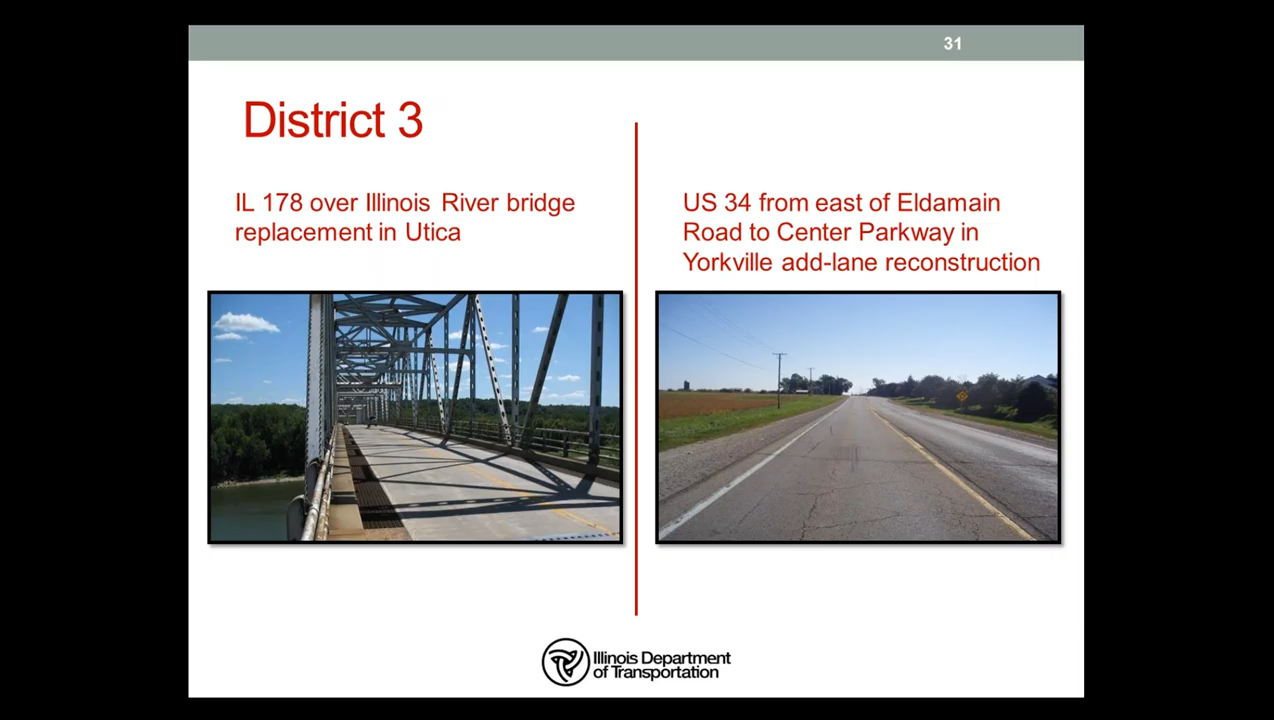 31
District 3
IL 178 over Illinois River bridge
replacement in Utica
US 34 from east of Eldamain
Road to Center Parkway in
Yorkville add-lane reconstruction
Illinois Department
of Transportation